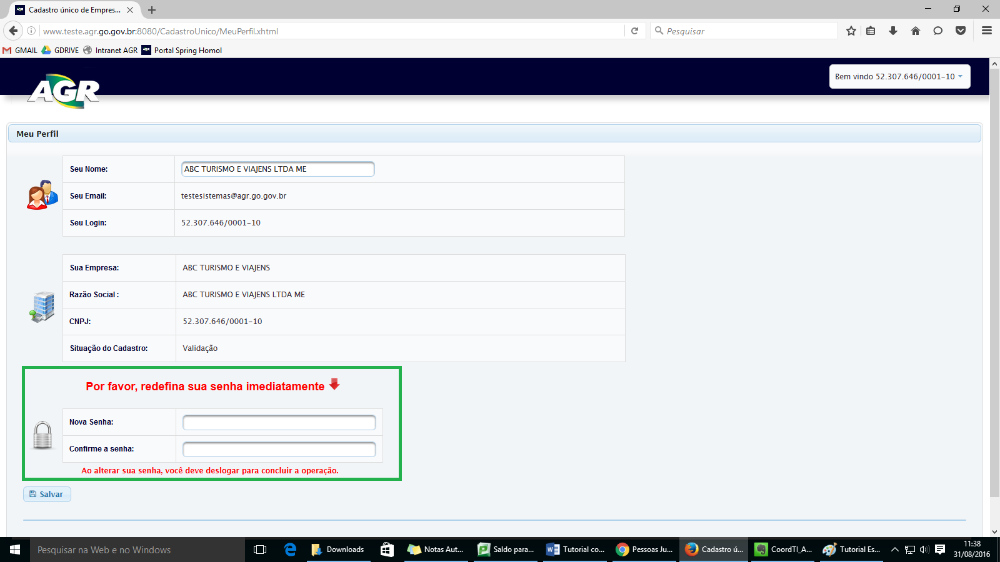 Cadastro único de Empres...
www.teste.agr.go.gov.br:8080/CadastroUnico/MeuPerfil.xhtml
Pesquisar
GMAIL GDRIVE Intranet AGR AGR Portal Spring Homol
AGR
Bem vindo 52.307.646/0001-10
Meu Perfil
Seu Nome: ABC TURISMO E VIAJENS LTDA ME
Seu Email: testesistemas@agr.go.gov.br
Seu Login: 52.307.646/0001-10
Sua Empresa: ABC TURISMO E VIAJENS
Razão Social : ABC TURISMO E VIAJENS LTDA ME
CNPJ: 52.307.646/0001-10
Situação do Cadastro: Validação
Por favor, redefina sua senha imediatamente
Nova Senha:
Confirme a senha:
Ao alterar sua senha, você deve deslogar para concluir a operação.
Salvar
Pesquisar na Web e no Windows
Downloads
Notas Aut...
Saldo para...
Tutorial co...
Pessoas Ju...
Cadastro ú...
CoordTI_A...
Tutorial Es...
11:38
31/08/2016